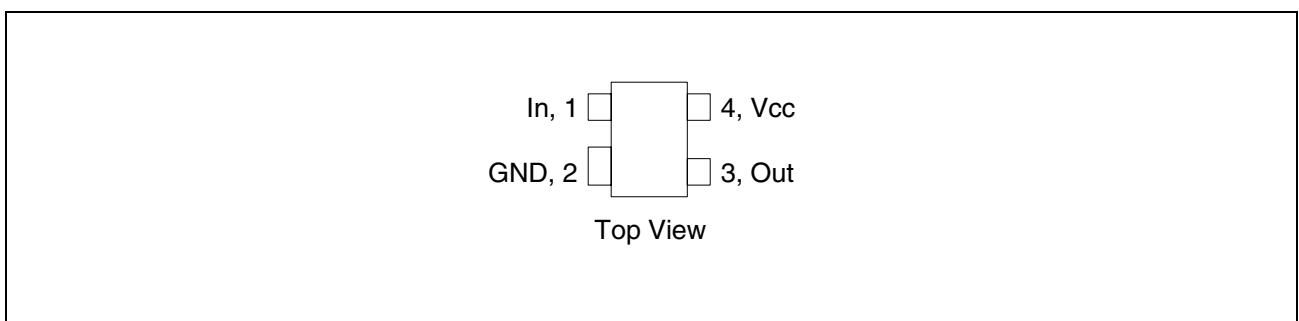 In, 1
4, Vcc
GND, 2
3, Out
Top View